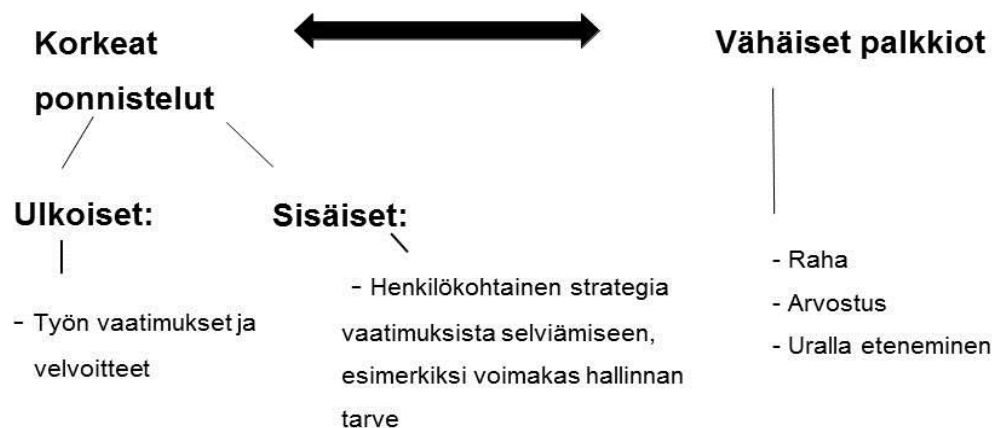 Korkeat
ponnistelut
Vähäiset palkkiot
Ulkoiset:
- Työn vaatimukset ja
velvoitteet
Sisäiset:
- Henkilökohtainen strategia
vaatimuksista selviämiseen,
esimerkiksi voimakas hallinnan
tarve
- Raha
- Arvostus
- Uralla eteneminen